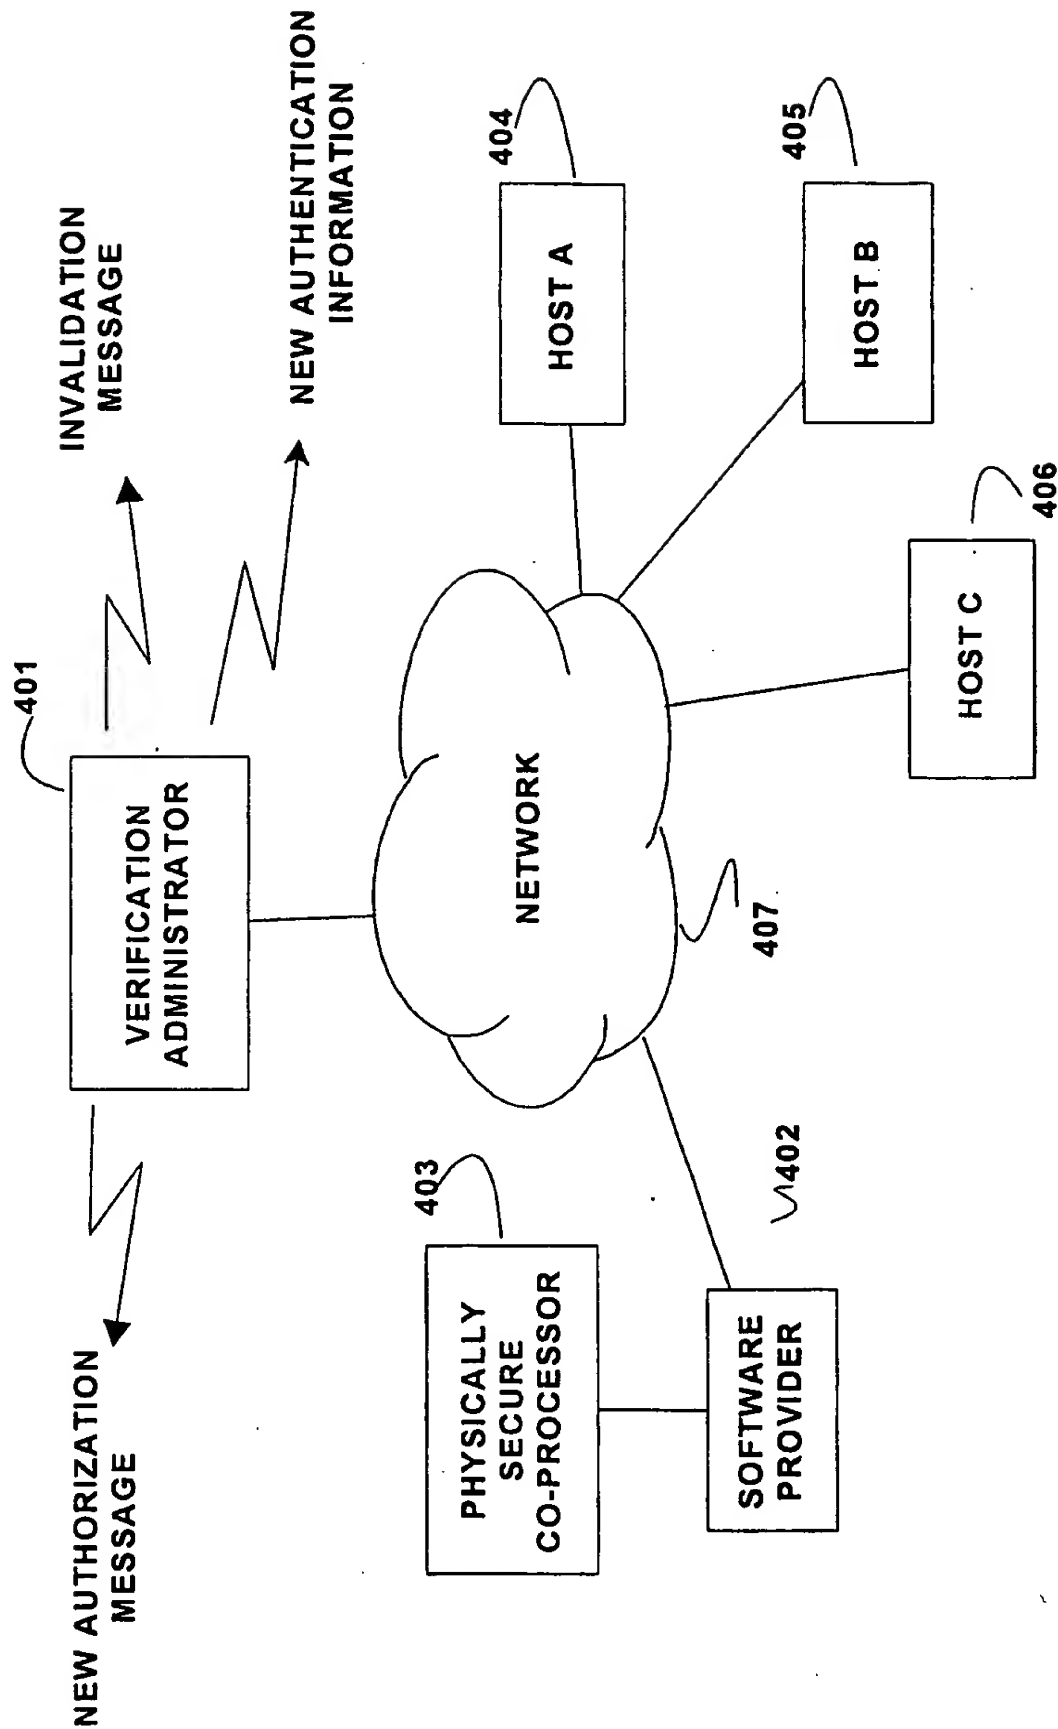 NEW AUTHORIZATION
MESSAGE
401
INVALIDATION
MESSAGE
VERIFICATION
ADMINISTRATOR
NEW AUTHENTICATION
INFORMATION
403
PHYSICALLY
SECURE
CO-PROCESSOR
NETWORK
404
HOST A
SOFTWARE
PROVIDER
402
407
405
HOST B
HOST C
406